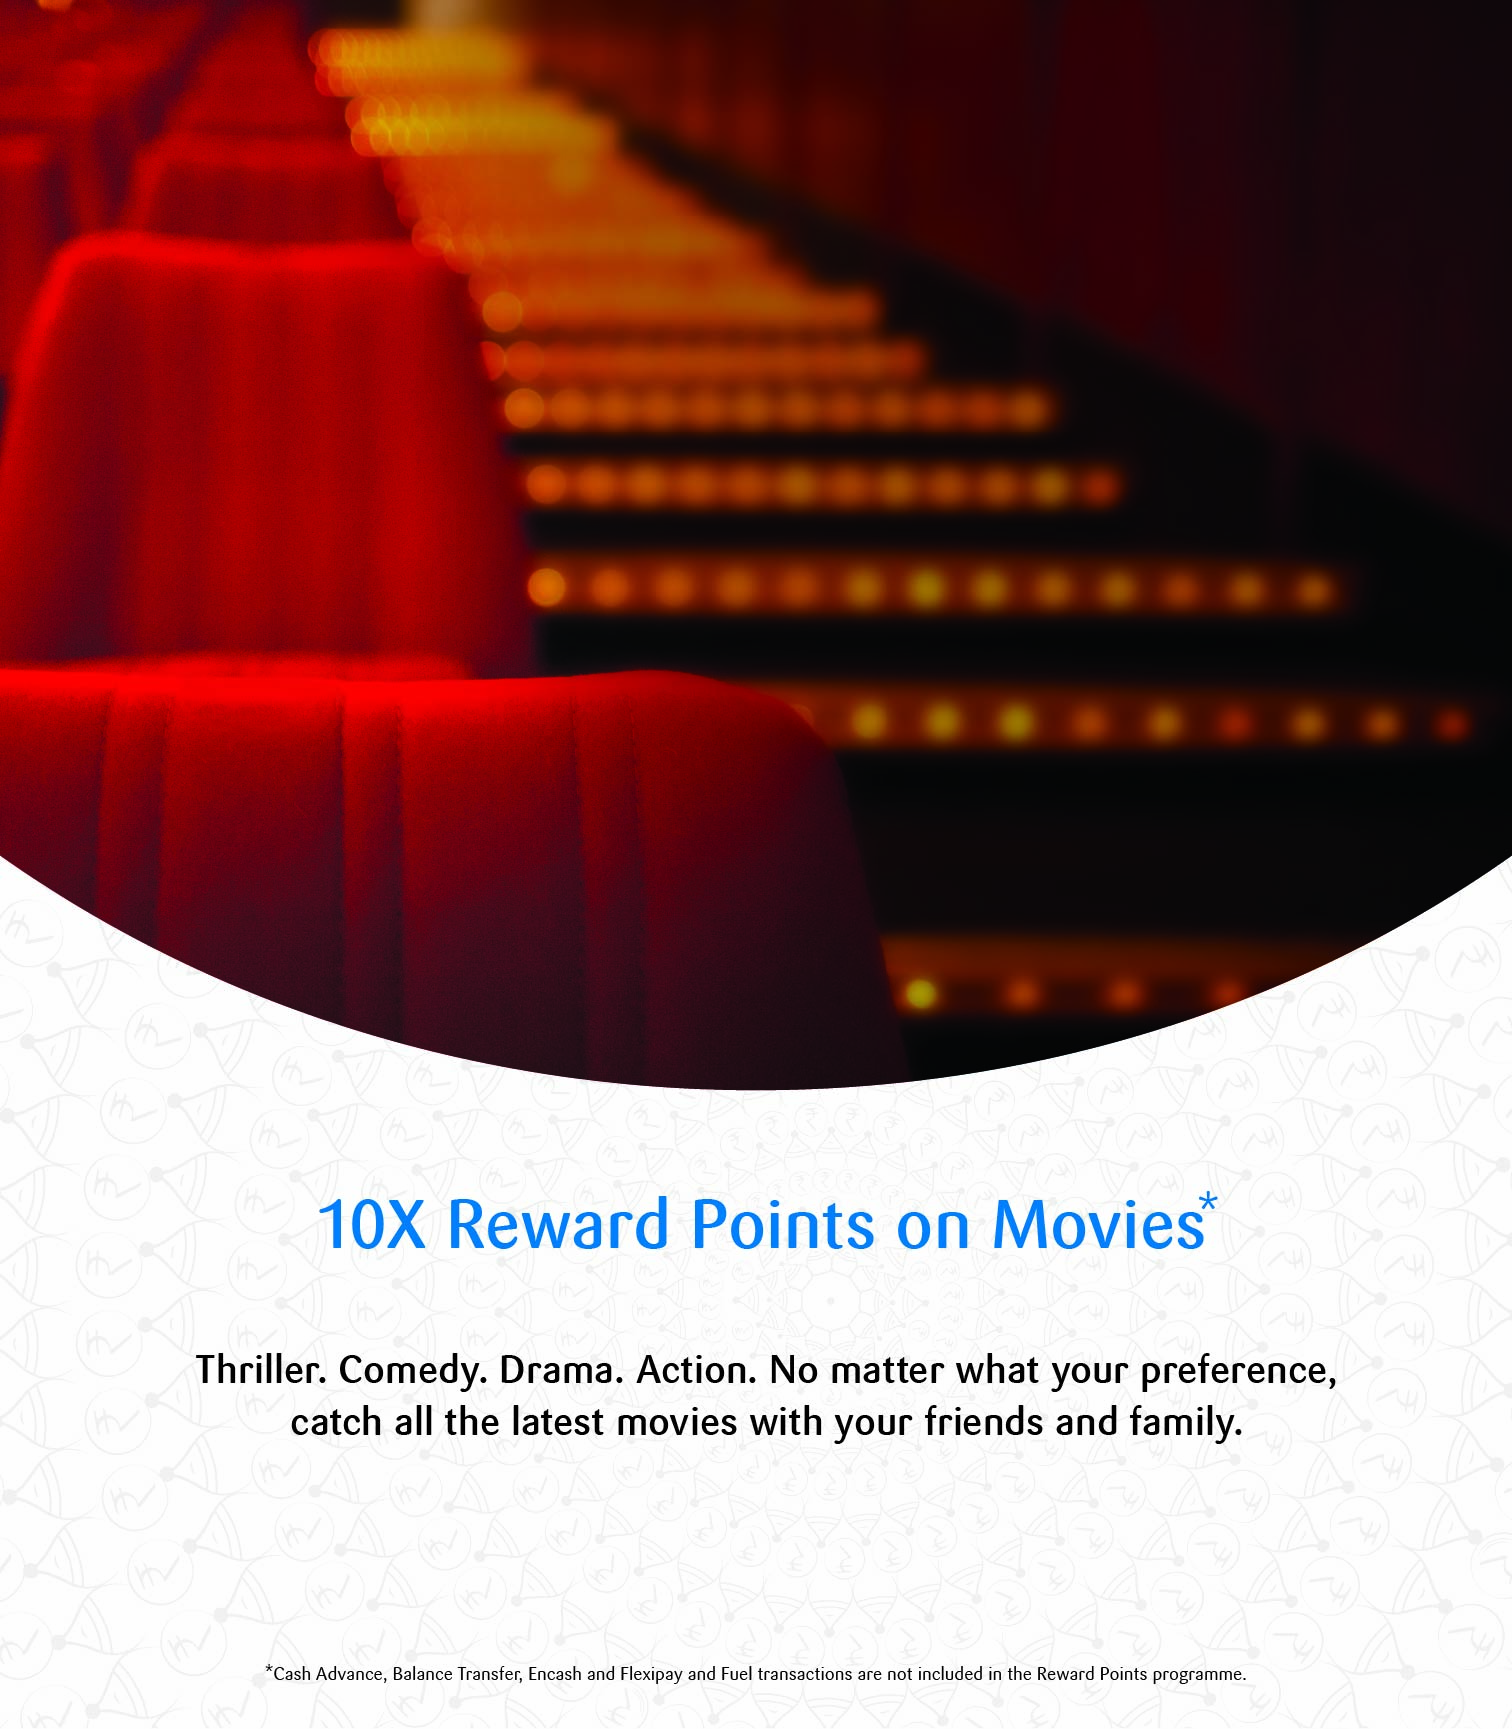 10X Reward Points on Movies*
Thriller. Comedy. Drama. Action. No matter what your preference,
catch all the latest movies with your friends and family.
*Cash Advance, Balance Transfer, Encash and Flexipay and Fuel transactions are not included in the Reward Points programme.